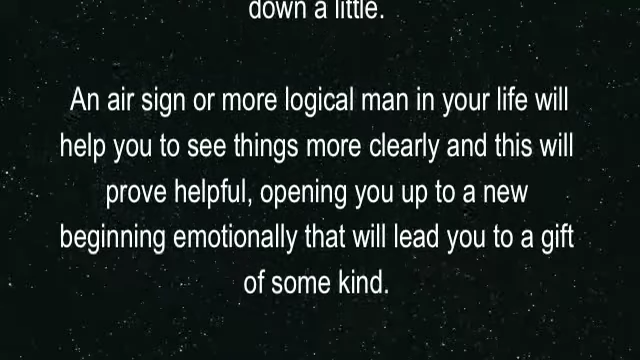 down a little.
An air sign or more logical man in your life will
help you to see things more clearly and this will
prove helpful, opening you up to a new
beginning emotionally that will lead you to a gift
of some kind.